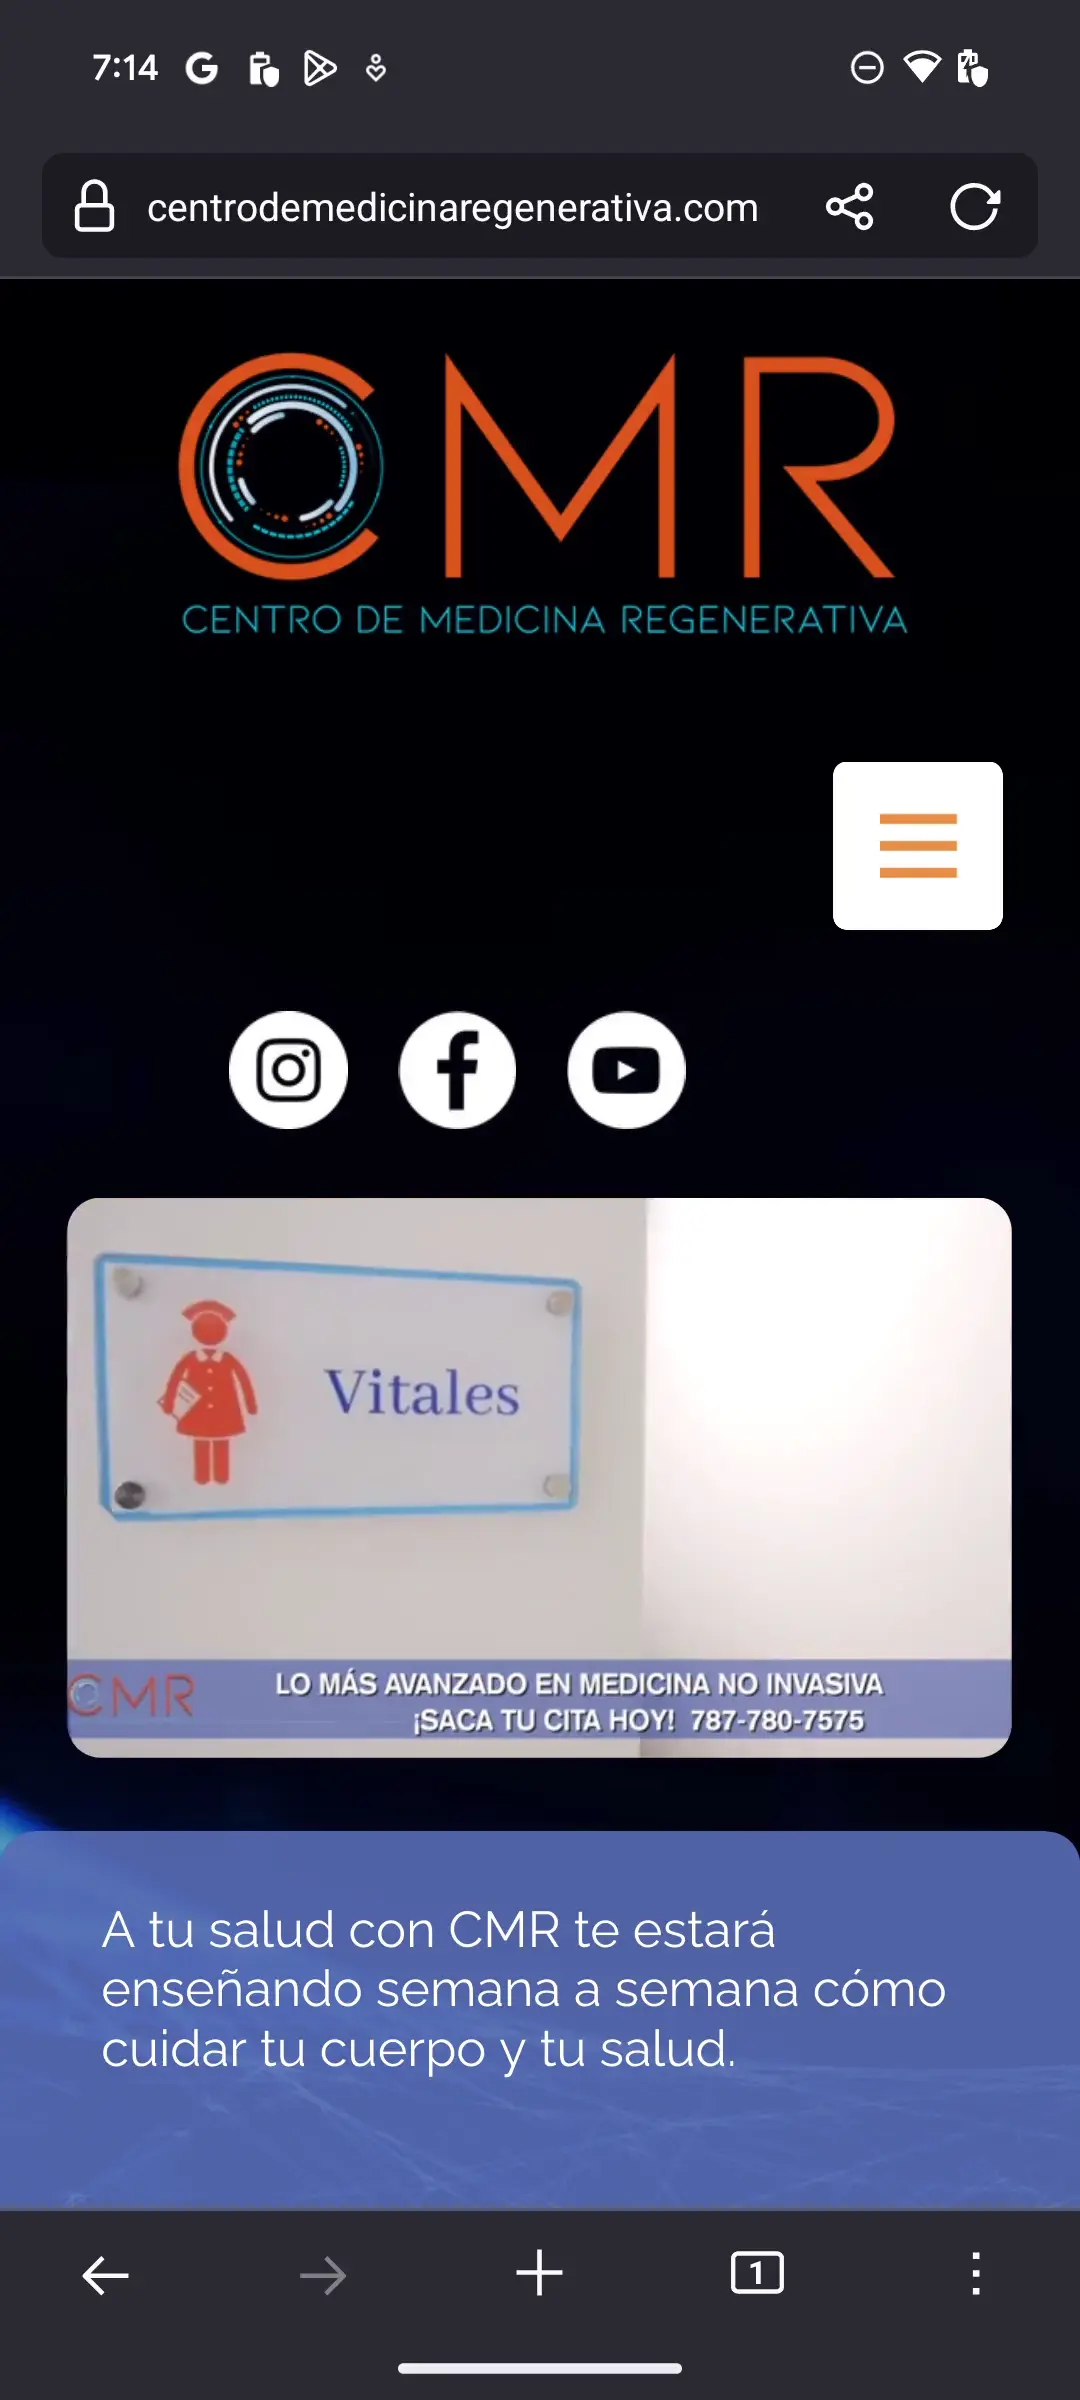 7:14
centrodemedicinaregenerativa.com
CMR
CENTRO DE MEDICINA REGENERATIVA
Vitales
CMR
LO MÁS AVANZADO EN MEDICINA NO INVASIVA
¡SACA TU CITA HOY! 787-780-7575
A tu salud con CMR te estará
enseñando semana a semana cómo
cuidar tu cuerpo y tu salud.
1